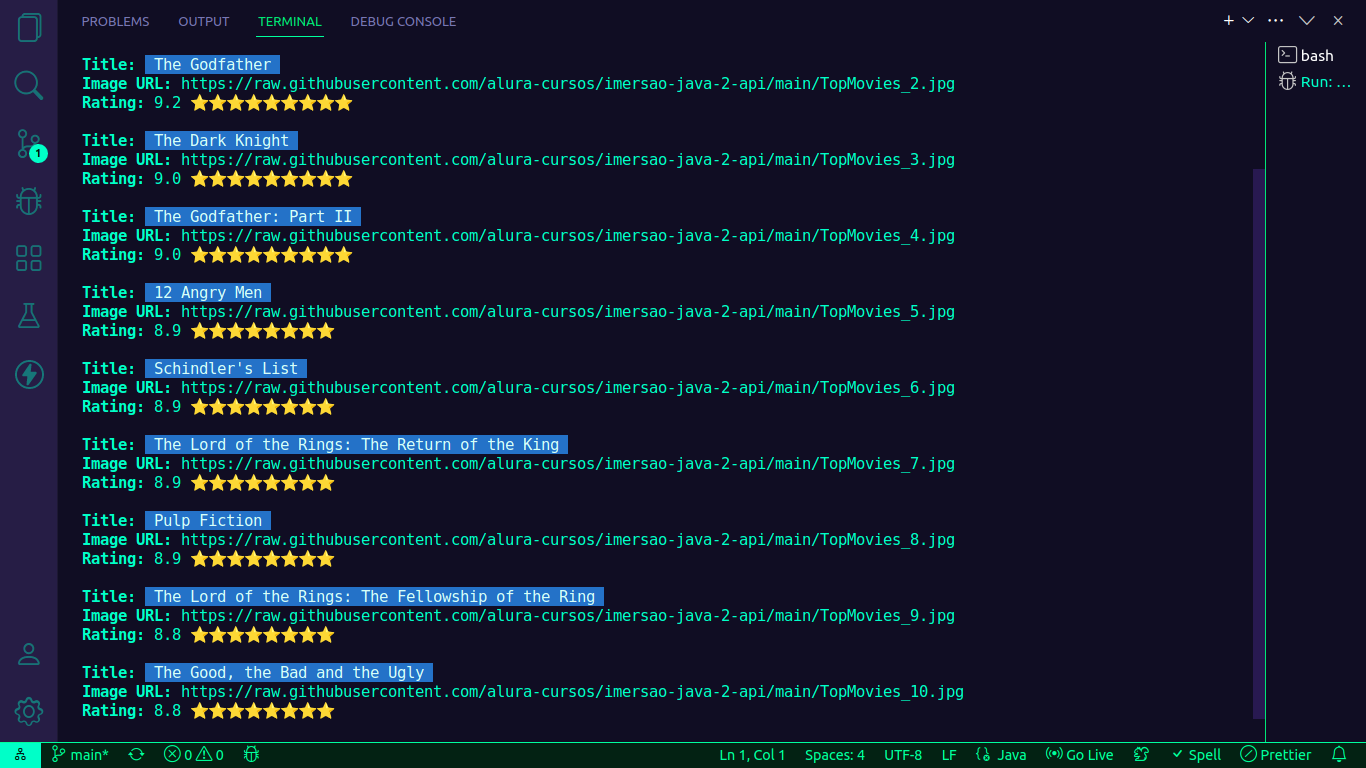 PROBLEMS OUTPUT TERMINAL DEBUG CONSOLE
Title: The Godfather
Image URL: https://raw.githubusercontent.com/alura-cursos/imersao-java-2-api/main/TopMovies_2.jpg
Rating: 9.2 ⭐⭐⭐⭐⭐⭐⭐⭐⭐
Title: The Dark Knight
Image URL: https://raw.githubusercontent.com/alura-cursos/imersao-java-2-api/main/TopMovies_3.jpg
Rating: 9.0 ⭐⭐⭐⭐⭐⭐⭐⭐⭐
Title: The Godfather: Part II
Image URL: https://raw.githubusercontent.com/alura-cursos/imersao-java-2-api/main/TopMovies_4.jpg
Rating: 9.0 ⭐⭐⭐⭐⭐⭐⭐⭐⭐
Title: 12 Angry Men
Image URL: https://raw.githubusercontent.com/alura-cursos/imersao-java-2-api/main/TopMovies_5.jpg
Rating: 8.9 ⭐⭐⭐⭐⭐⭐⭐⭐
Title: Schindler's List
Image URL: https://raw.githubusercontent.com/alura-cursos/imersao-java-2-api/main/TopMovies_6.jpg
Rating: 8.9 ⭐⭐⭐⭐⭐⭐⭐⭐
Title: The Lord of the Rings: The Return of the King
Image URL: https://raw.githubusercontent.com/alura-cursos/imersao-java-2-api/main/TopMovies_7.jpg
Rating: 8.9 ⭐⭐⭐⭐⭐⭐⭐⭐
Title: Pulp Fiction
Image URL: https://raw.githubusercontent.com/alura-cursos/imersao-java-2-api/main/TopMovies_8.jpg
Rating: 8.9 ⭐⭐⭐⭐⭐⭐⭐⭐
Title: The Lord of the Rings: The Fellowship of the Ring
Image URL: https://raw.githubusercontent.com/alura-cursos/imersao-java-2-api/main/TopMovies_9.jpg
Rating: 8.8 ⭐⭐⭐⭐⭐⭐⭐⭐
Title: The Good, the Bad and the Ugly
Image URL: https://raw.githubusercontent.com/alura-cursos/imersao-java-2-api/main/TopMovies_10.jpg
Rating: 8.8 ⭐⭐⭐⭐⭐⭐⭐⭐
bash
Run: ...
1
main* 0 0 Ln 1, Col 1 Spaces: 4 UTF-8 LF Java Go Live Spell Prettier